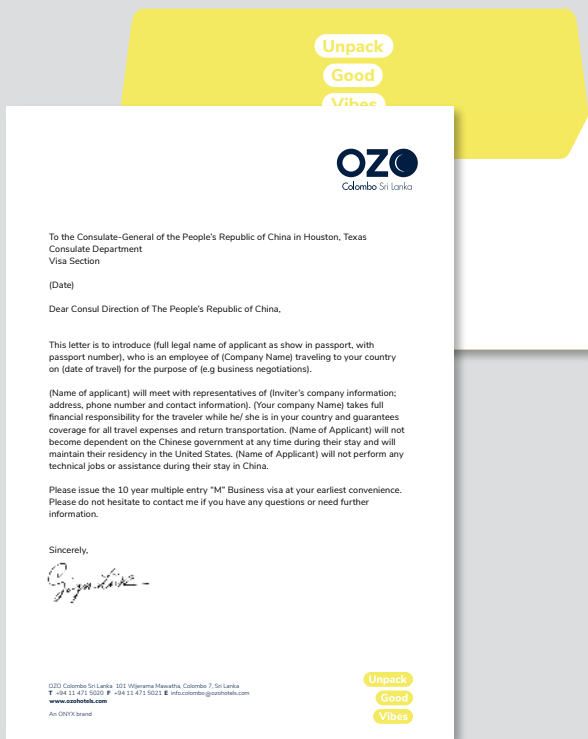 Unpack
Good
Vibes
OZO
Colombo Sri Lanka
To the Consulate-General of the People's Republic of China in Houston, Texas
Consulate Department
Visa Section
(Date)
Dear Consul Direction of The People's Republic of China,
This letter is to introduce (full legal name of applicant as show in passport, with
passport number), who is an employee of (Company Name) traveling to your country
on (date of travel) for the purpose of (e.g business negotiations).
(Name of applicant) will meet with representatives of (Inviter's company information;
address, phone number and contact information). (Your company Name) takes full
financial responsibility for the traveler while he/ she is in your country and guarantees
coverage for all travel expenses and return transportation. (Name of Applicant) will not
become dependent on the Chinese government at any time during their stay and will
maintain their residency in the United States. (Name of Applicant) will not perform any
technical jobs or assistance during their stay in China.
Please issue the 10 year multiple entry "M" Business visa at your earliest convenience.
Please do not hesitate to contact me if you have any questions or need further
information.
Sincerely,
Signature
OZO Colombo Sri Lanka 101 Wijerama Mawatha, Colombo 7, Sri Lanka
T +94 11 471 5020 F +94 11 471 5021 E info.colombo@ozohotels.com
www.ozohotels.com
An ONYX brand
Unpack
Good
Vibes